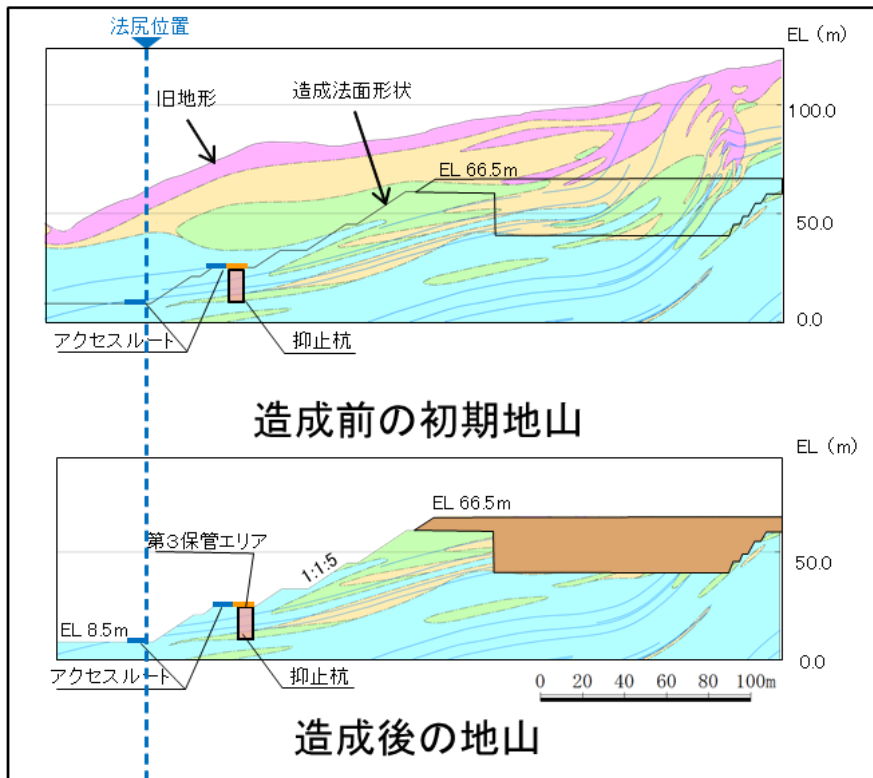 法尻位置
EL（m）
旧地形
造成法面形状
100.0
EL 66.5m
50.0
0.0
アクセスルート
抑止杭
造成前の初期地山
EL（m）
EL 66.5m
第3保管エリア
1:1:5
50.0
EL 8.5m
0.0
アクセスルート
抑止杭
0 20 40 60 80 100m
造成後の地山